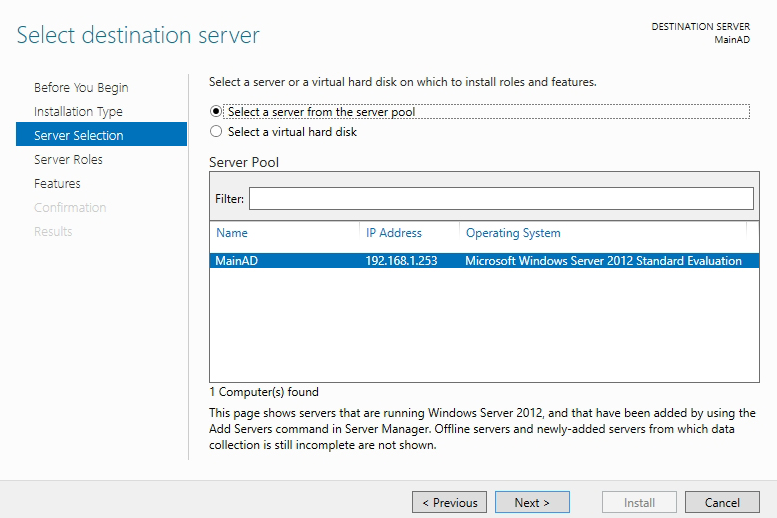 Select destination server
DESTINATION SERVER
MainAD
Before You Begin
Installation Type
Server Selection
Server Roles
Features
Confirmation
Results
Select a server or a virtual hard disk on which to install roles and features.
Select a server from the server pool
Select a virtual hard disk
Server Pool
Filter:
Name IP Address Operating System
MainAD 192.168.1.253 Microsoft Windows Server 2012 Standard Evaluation
1 Computer(s) found
This page shows servers that are running Windows Server 2012, and that have been added by using the
Add Servers command in Server Manager. Offline servers and newly-added servers from which data
collection is still incomplete are not shown.
< Previous Next > Install Cancel